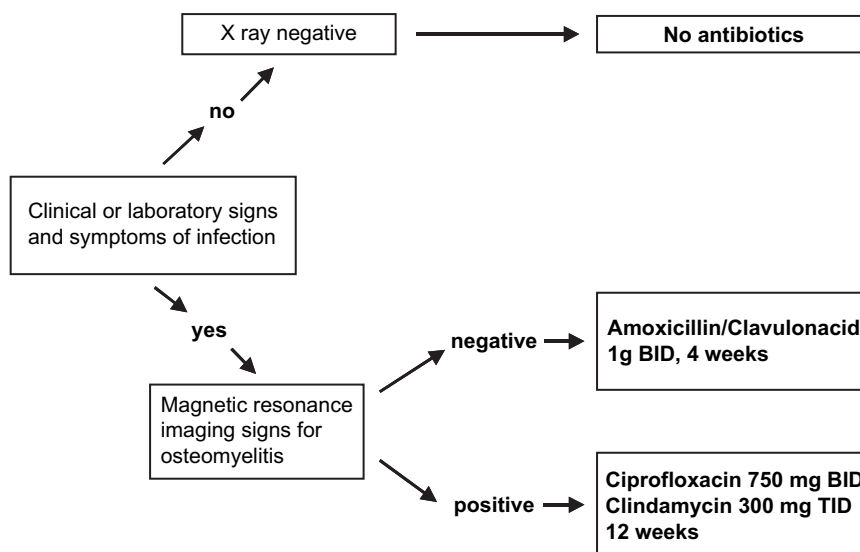 X ray negative
No antibiotics
no
Clinical or laboratory signs
and symptoms of infection
yes
negative
Amoxicillin/Clavulonacid
1g BID, 4 weeks
Magnetic resonance
imaging signs for
osteomyelitis
positive
Ciprofloxacin 750 mg BID
Clindamycin 300 mg TID
12 weeks